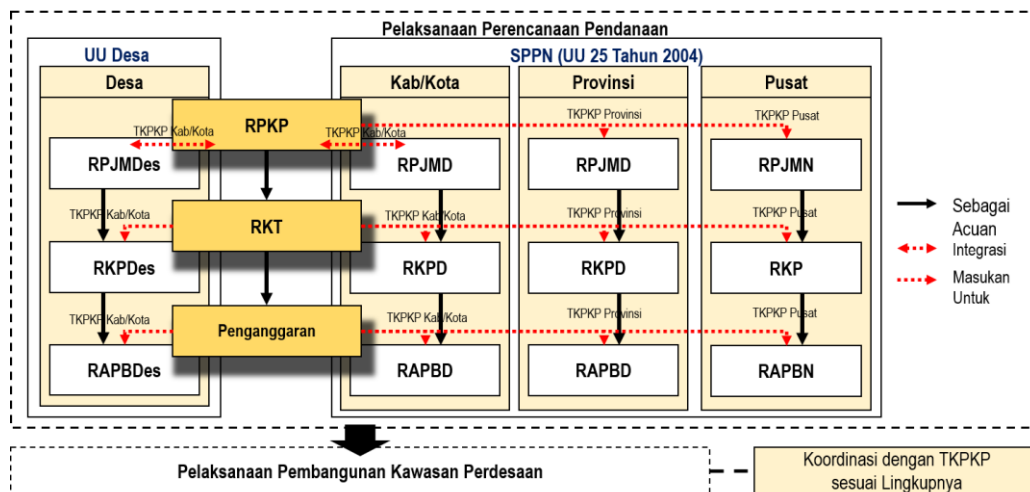 Pelaksanaan Perencanaan Pendanaan
UU Desa
SPPN (UU 25 Tahun 2004)
Desa
Kab/Kota
Provinsi
Pusat
RPKP
TKPKP Kab/Kota
TKPKP Kab/Kota
TKPKP Provinsi
TKPKP Pusat
RPJMDes
RPJMD
RPJMD
RPJMN
TKPKP Kab/Kota
RKT
TKPKP Kab/Kota
TKPKP Provinsi
TKPKP Pusat
RKPDes
RKPD
RKPD
RKP
TKPKP Kab/Kota
Penganggaran
TKPKP Kab/Kota
TKPKP Provinsi
TKPKP Pusat
RAPBDes
RAPBD
RAPBD
RAPBN
Sebagai
Acuan
Integrasi
Masukan
Untuk
Pelaksanaan Pembangunan Kawasan Perdesaan
Koordinasi dengan TKPKP
sesuai Lingkupnya